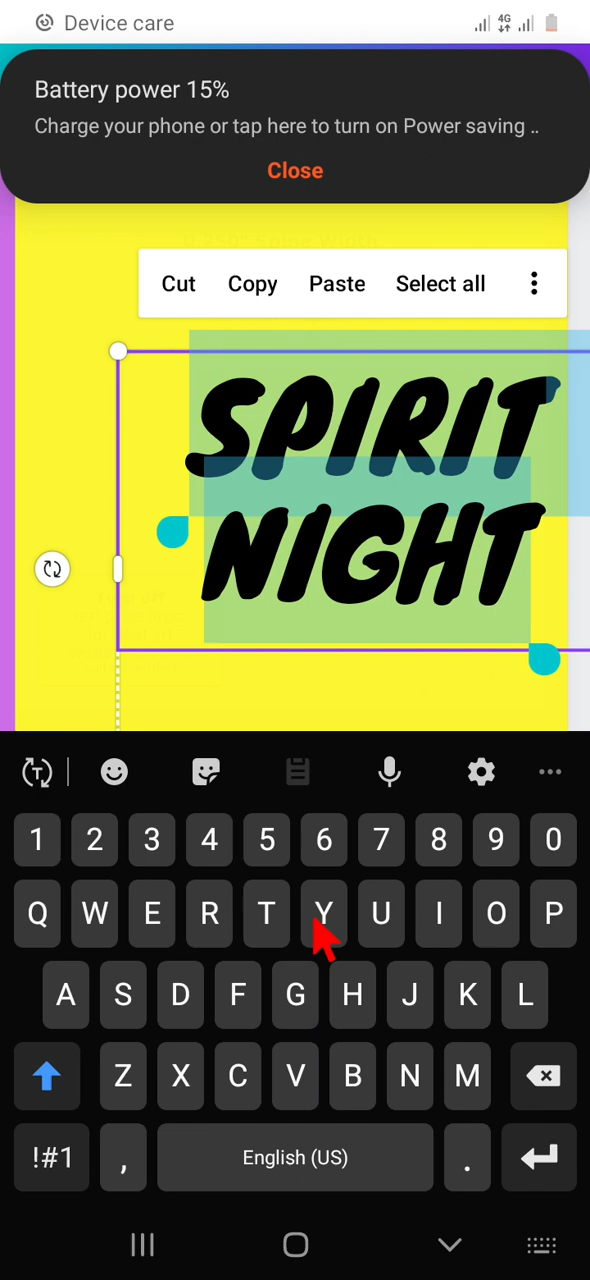 Device care
4G
Battery power 15%
Charge your phone or tap here to turn on Power saving ..
Close
Cut Copy Paste Select all
SPIRIT
NIGHT
T
1 2 3 4 5 6 7 8 9 0
Q W E R T Y U I O P
A S D F G H J K L
Z X C V B N M
!#1 , English (US) .